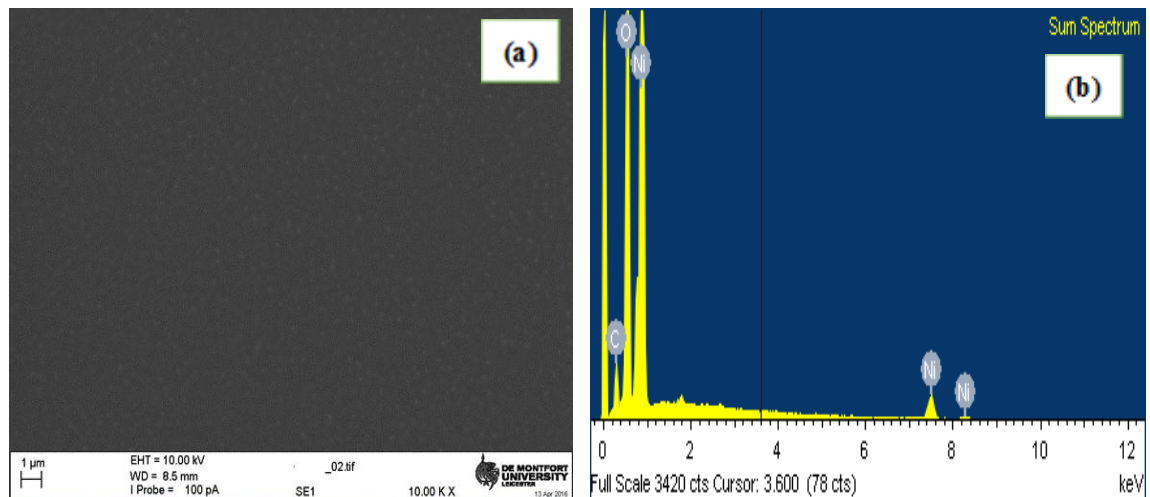 (a)
1 µm
EHT = 10.00 kV
WD = 8.5 mm
I Probe = 100 pA
SE1
_02.tif
10.00 K X
DE MONTFORT
UNIVERSITY
LEICESTER
13 Apr 2016
Sum Spectrum
(b)
O
Ni
C
Ni
Ni
0 2 4 6 8 10 12
keV
Full Scale 3420 cts Cursor: 3.600 (78 cts)